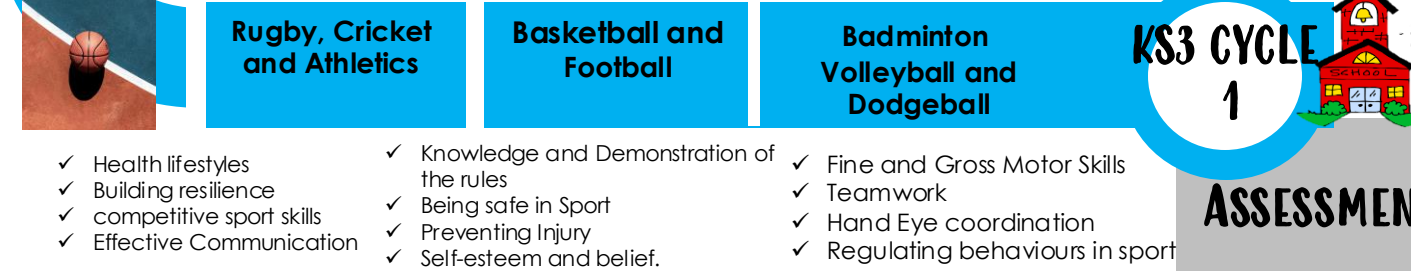 Rugby, Cricket
and Athletics
Basketball and
Football
Badminton
Volleyball and
Dodgeball
KS3 CYCLE
1
SCHOOL
✓ Health lifestyles
✓ Building resilience
✓ competitive sport skills
✓ Effective Communication
✓ Knowledge and Demonstration of
the rules
✓ Being safe in Sport
✓ Preventing Injury
✓ Self-esteem and belief.
✓ Fine and Gross Motor Skills
✓ Teamwork
✓ Hand Eye coordination
✓ Regulating behaviours in sport
ASSESSMEN